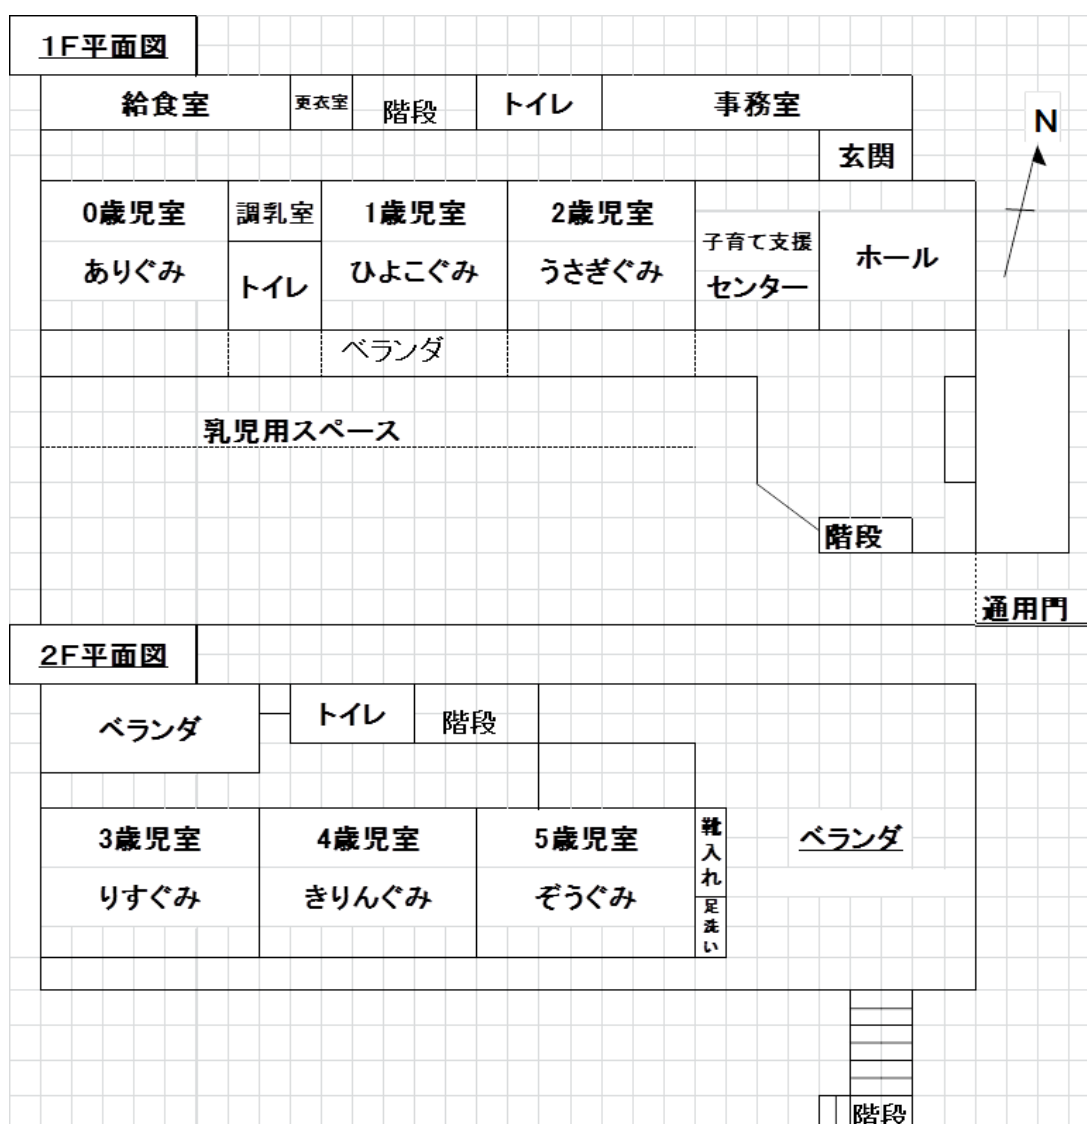 1F平面図
給食室
更衣室
階段
トイレ
事務室
N
玄関
0歳児室
調乳室
1歳児室
2歳児室
子育て支援
ありぐみ
トイレ
ひよこぐみ
うさぎぐみ
センター
ホール
ベランダ
乳児用スペース
階段
通用門
2F平面図
ベランダ
トイレ
階段
3歳児室
4歳児室
5歳児室
靴入れ
ベランダ
りすぐみ
きりんぐみ
ぞうぐみ
足洗い
階段